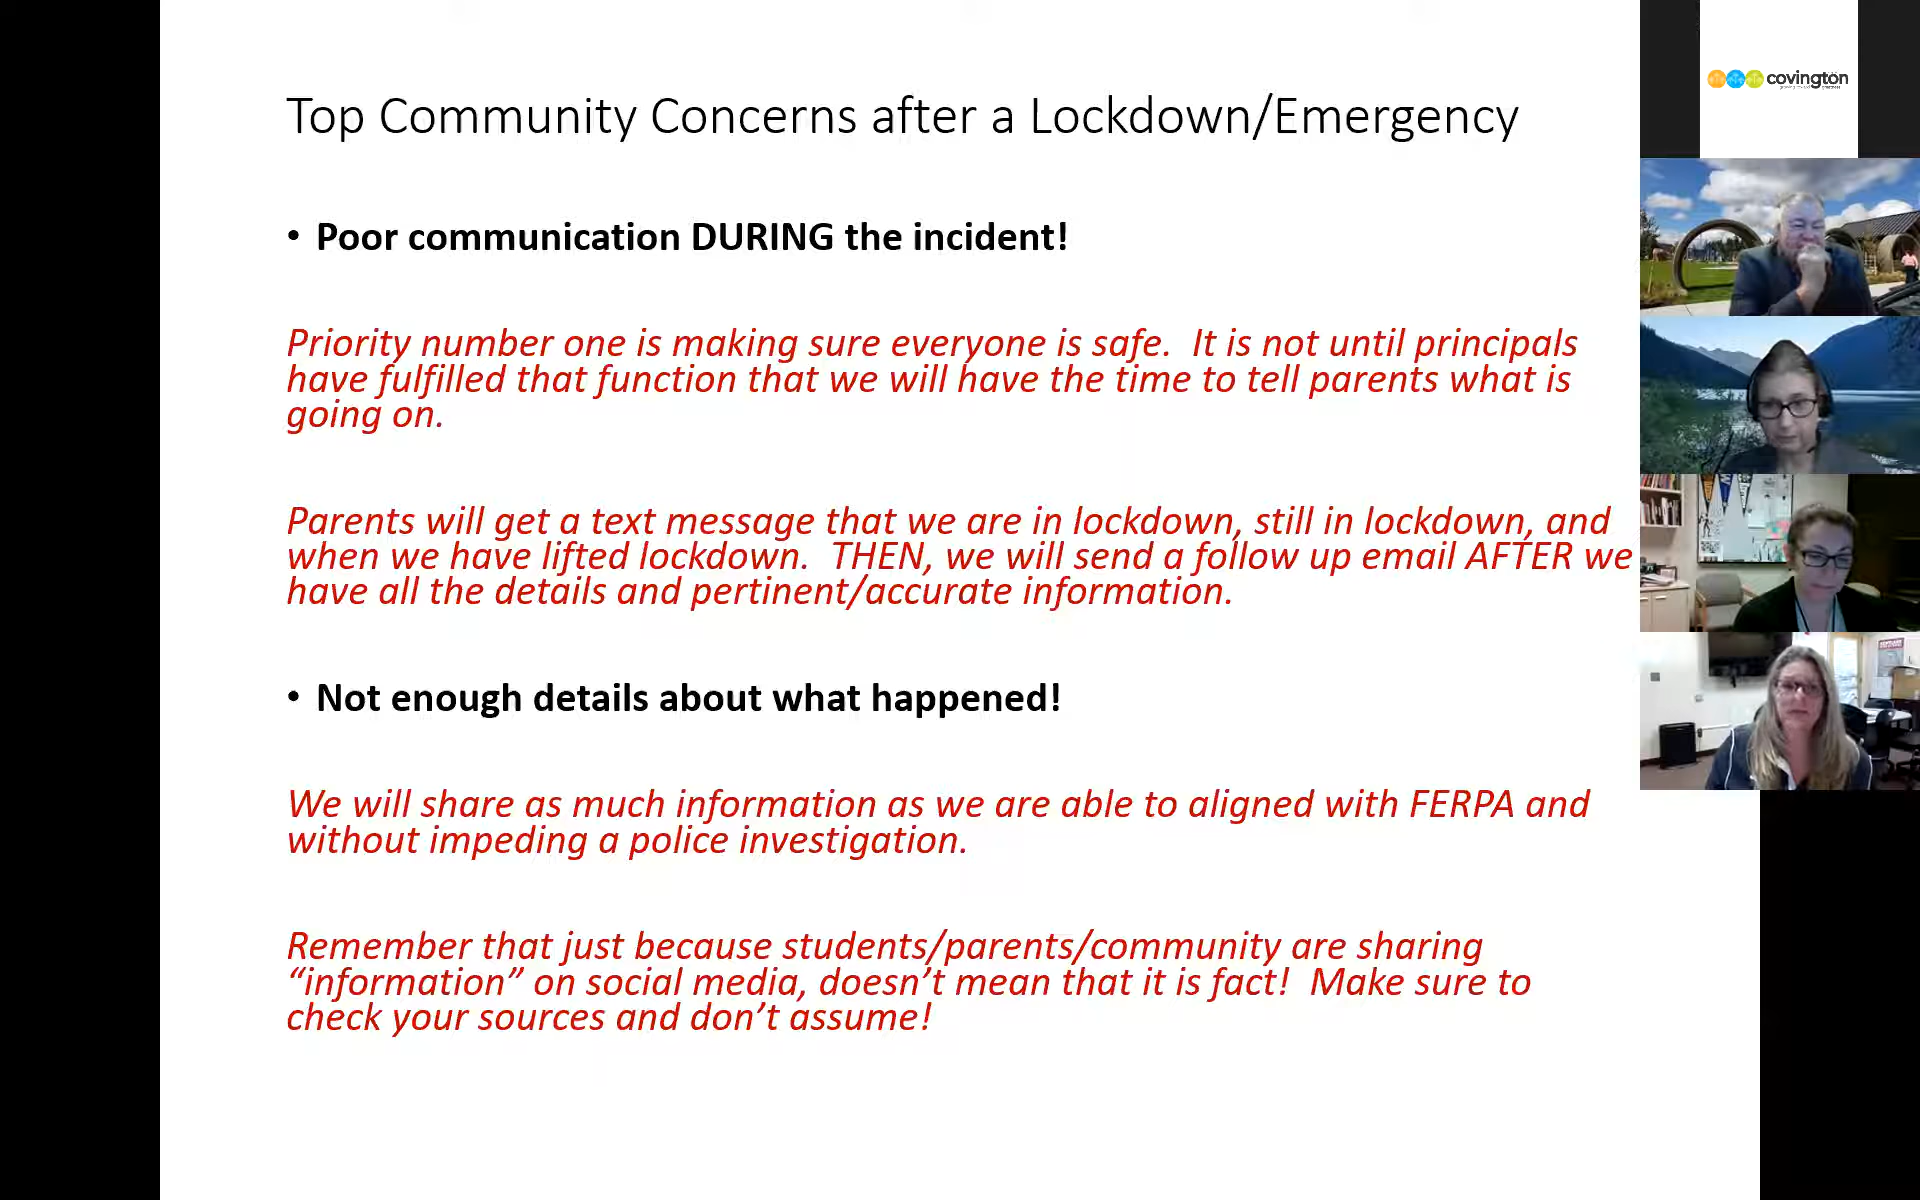 Top Community Concerns after a Lockdown/Emergency
• Poor communication DURING the incident!
Priority number one is making sure everyone is safe.  It is not until principals
have fulfilled that function that we will have the time to tell parents what is
going on.
Parents will get a text message that we are in lockdown, still in lockdown, and
when we have lifted lockdown.  THEN, we will send a follow up email AFTER we
have all the details and pertinent/accurate information.
• Not enough details about what happened!
We will share as much information as we are able to aligned with FERPA and
without impeding a police investigation.
Remember that just because students/parents/community are sharing
“information” on social media, doesn’t mean that it is fact!  Make sure to
check your sources and don’t assume!
covington